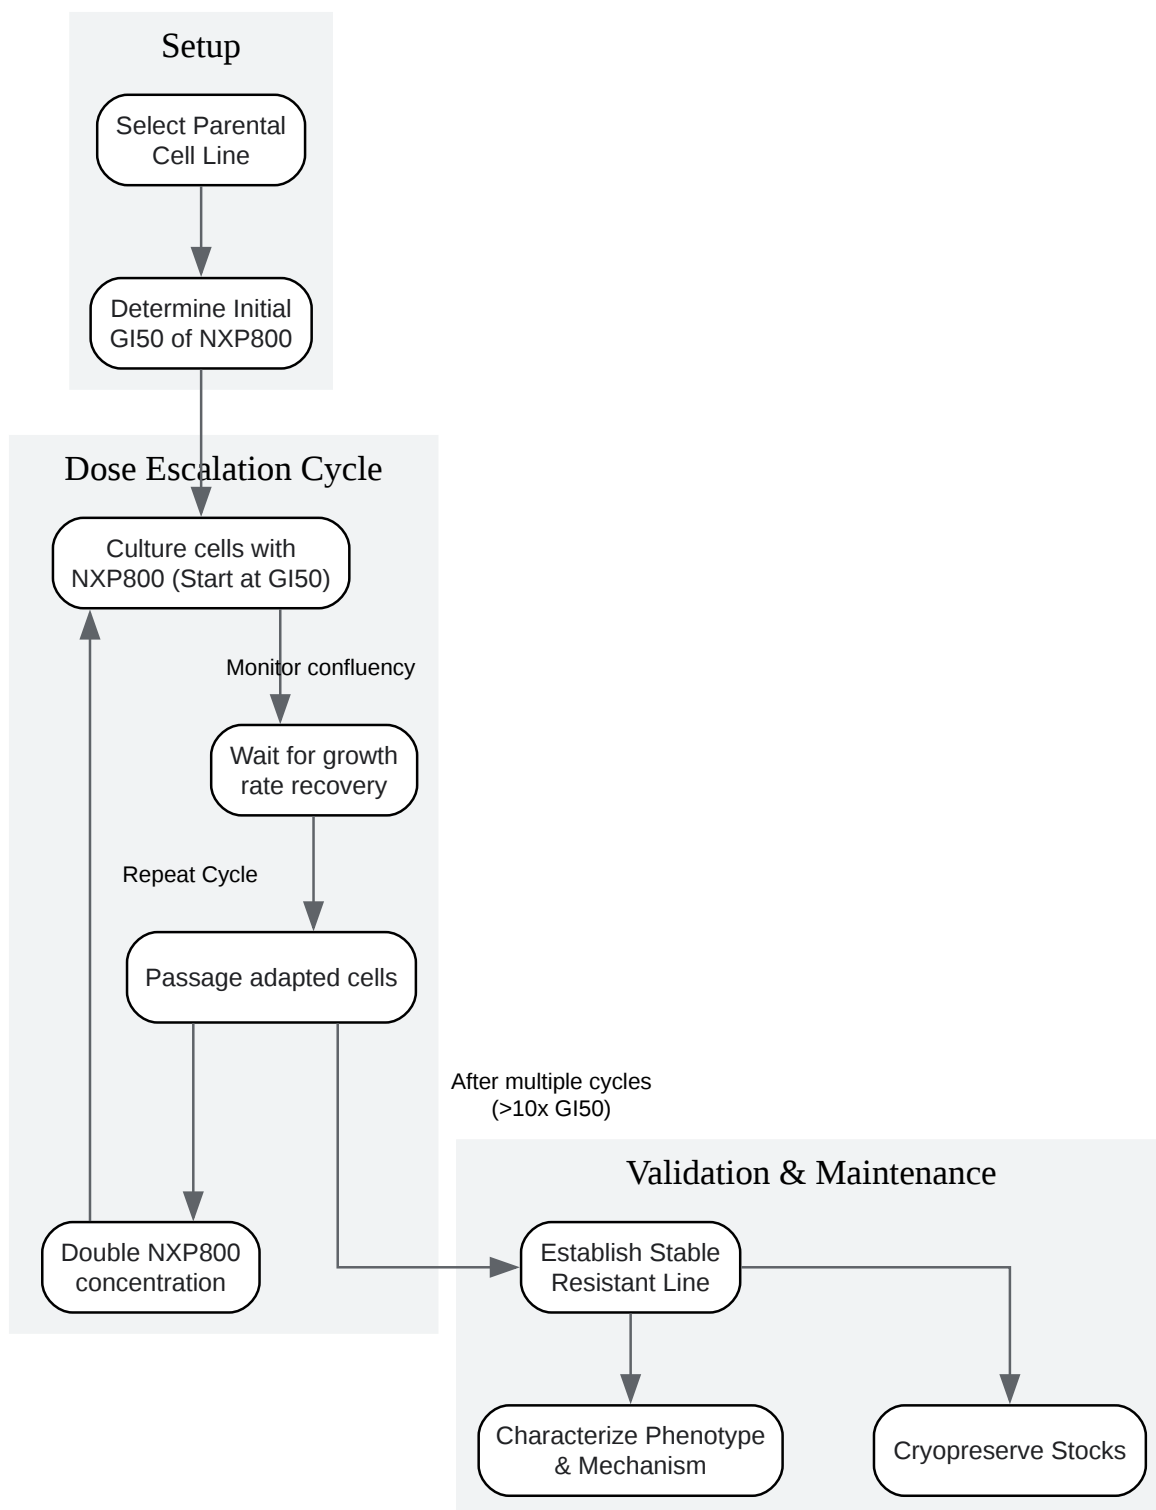 Setup
Select Parental
Cell Line
Determine Initial
GI50 of NXP800
Dose Escalation Cycle
Culture cells with
NXP800 (Start at GI50)
Monitor confluency
Wait for growth
rate recovery
Repeat Cycle
Passage adapted cells
After multiple cycles
(>10x GI50)
Double NXP800
concentration
Validation & Maintenance
Establish Stable
Resistant Line
Characterize Phenotype
& Mechanism
Cryopreserve Stocks